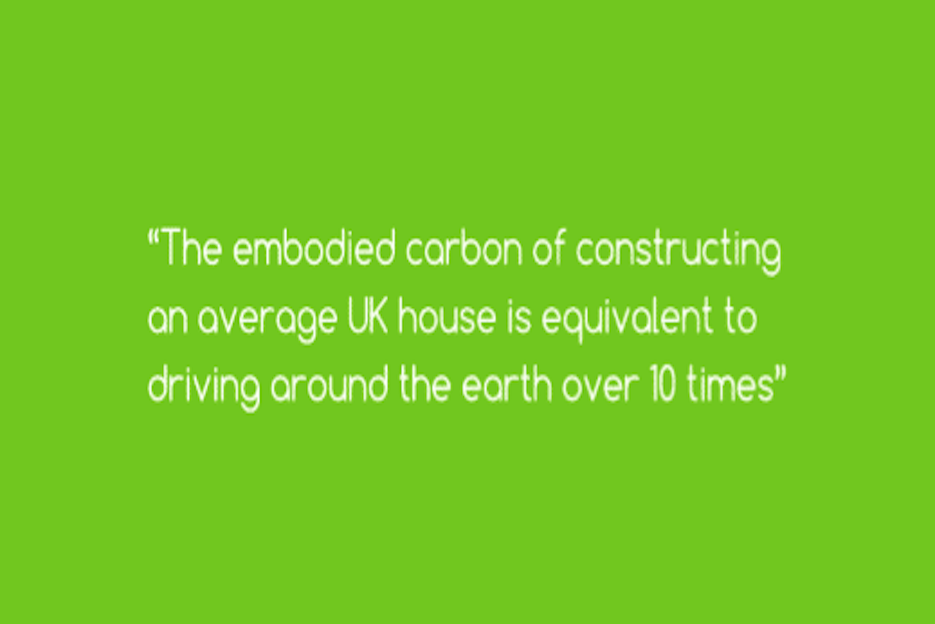 “The embodied carbon of constructing
an average UK house is equivalent to
driving around the earth over 10 times”